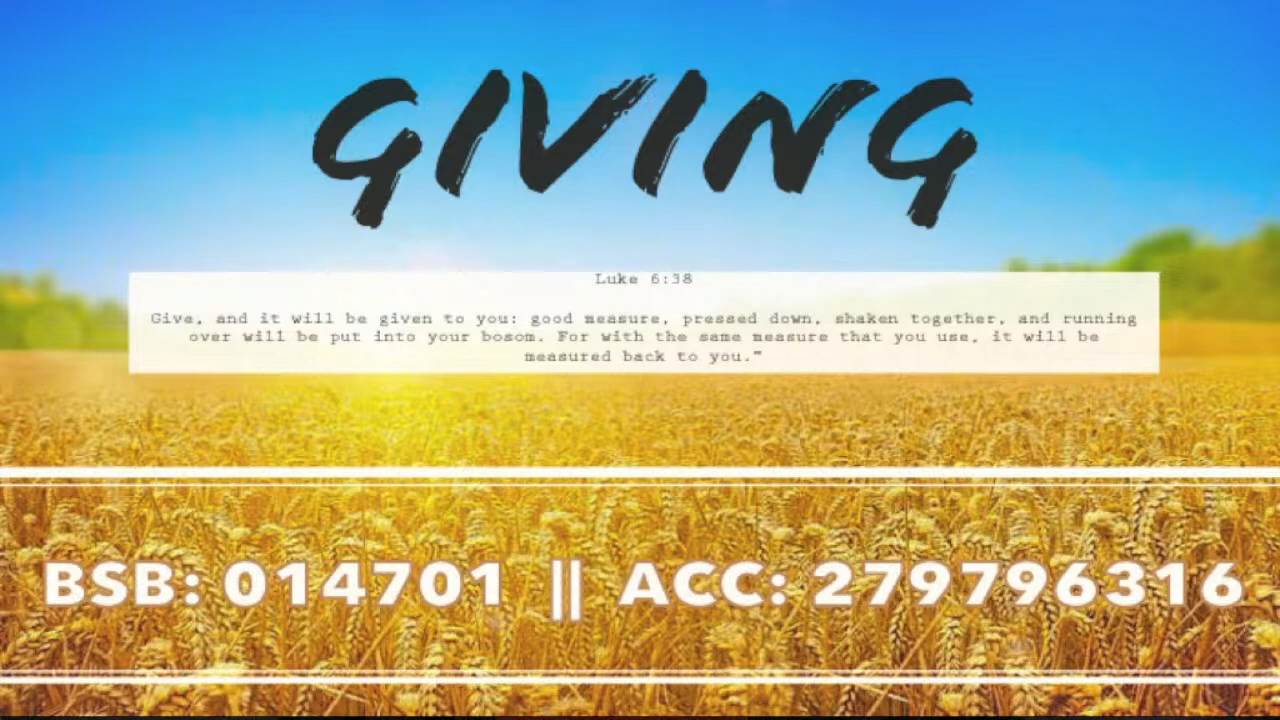 GIVING
Luke 6:38
Give, and it will be given to you: good measure, pressed down, shaken together, and running
over will be put into your bosom. For with the same measure that you use, it will be
measured back to you.”
BSB: 014701 || ACC: 279796316